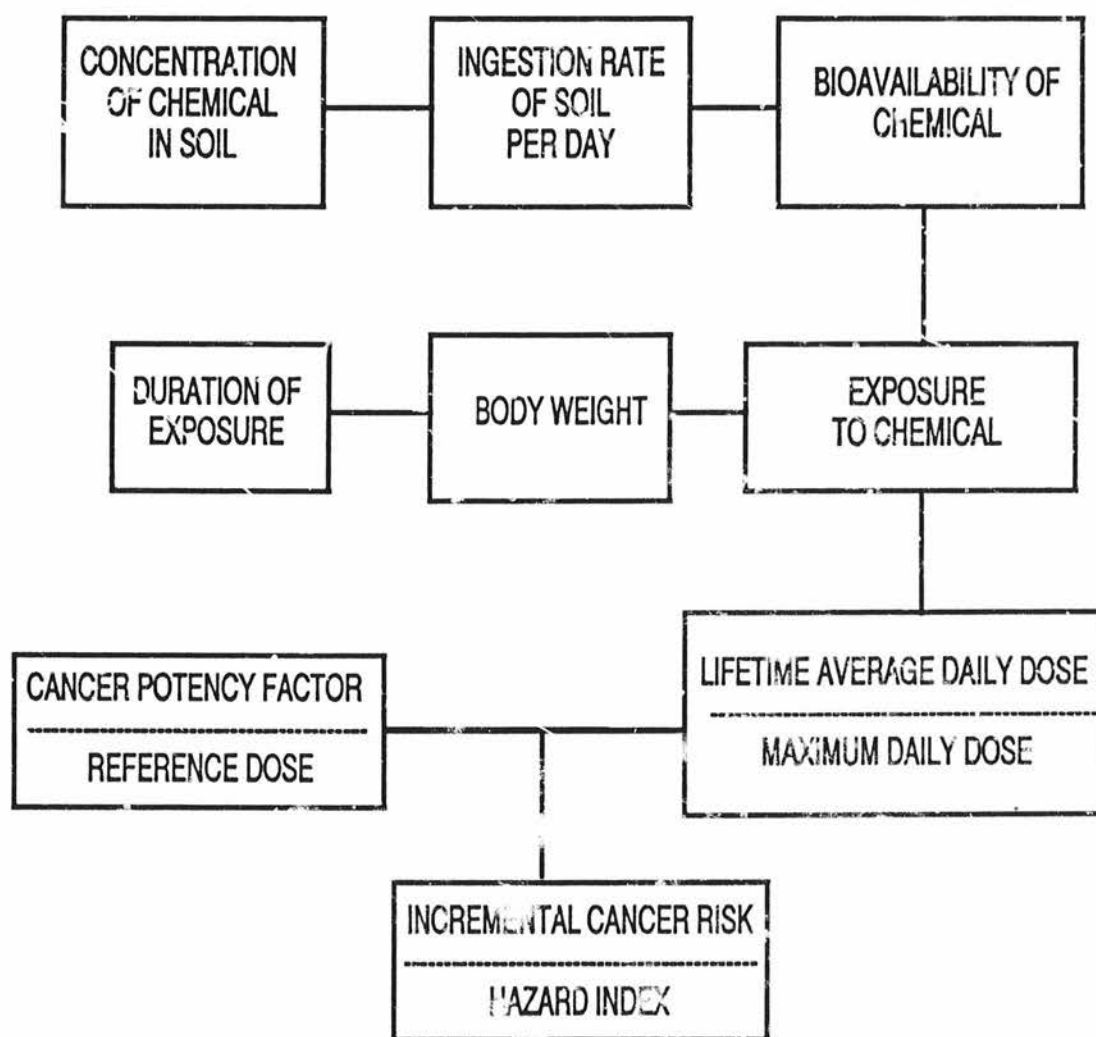 CONCENTRATION
OF CHEMICAL
IN SOIL
INGESTION RATE
OF SOIL
PER DAY
BIOAVAILABILITY OF
CHEMICAL
DURATION OF
EXPOSURE
BODY WEIGHT
EXPOSURE
TO CHEMICAL
CANCER POTENCY FACTOR
REFERENCE DOSE
LIFETIME AVERAGE DAILY DOSE
MAXIMUM DAILY DOSE
INCREMENTAL CANCER RISK
HAZARD INDEX